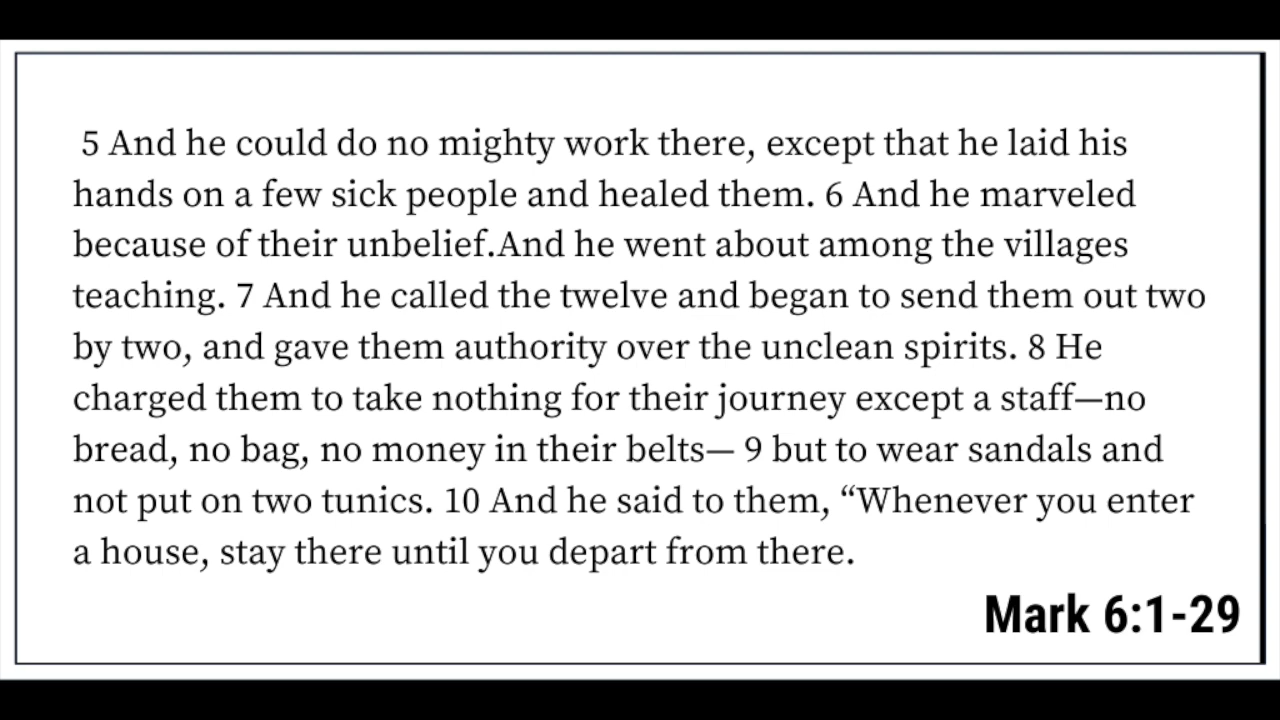 5 And he could do no mighty work there, except that he laid his
hands on a few sick people and healed them. 6 And he marveled
because of their unbelief.And he went about among the villages
teaching. 7 And he called the twelve and began to send them out two
by two, and gave them authority over the unclean spirits. 8 He
charged them to take nothing for their journey except a staff—no
bread, no bag, no money in their belts— 9 but to wear sandals and
not put on two tunics. 10 And he said to them, “Whenever you enter
a house, stay there until you depart from there.
Mark 6:1-29